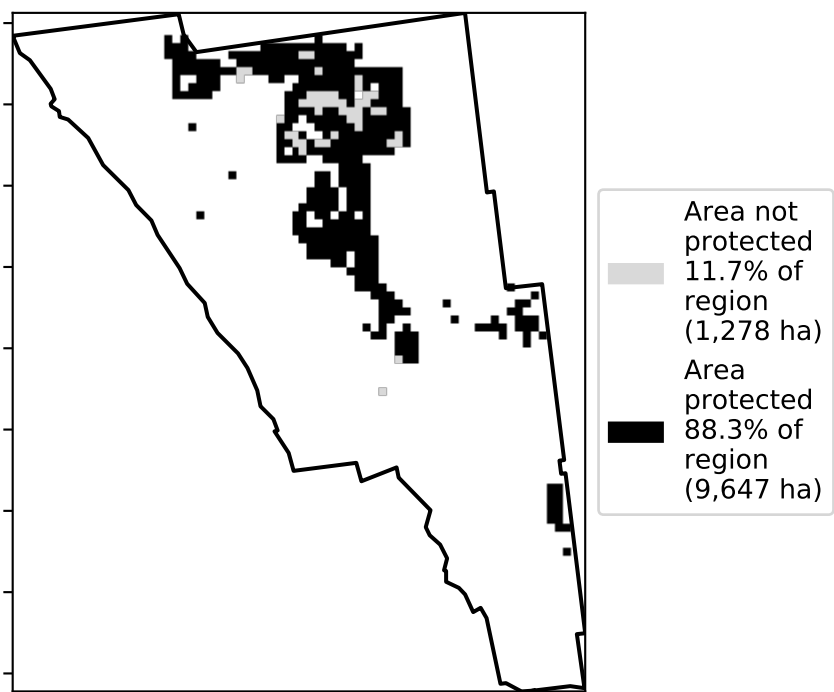 Area not
protected
11.7% of
region
(1,278 ha)
Area
protected
88.3% of
region
(9,647 ha)